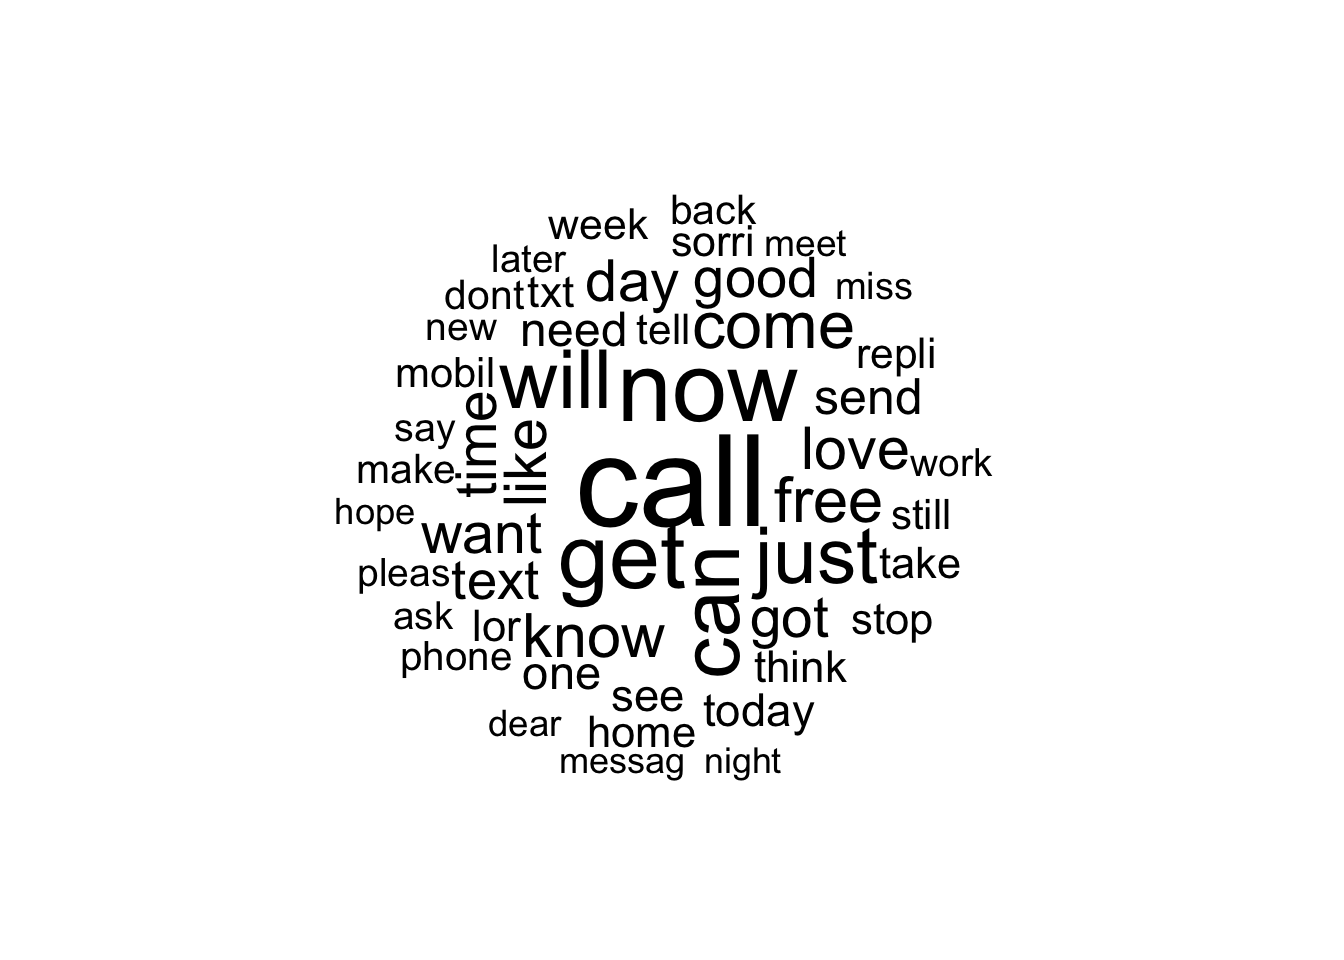 back
week
sorri meet
later
day good miss
dont txt
new need tell come
repli
mobil will now send
time
say like love work
call
make free
hope still
want get just take
pleas text can
ask lor know got stop
phone one think
see today
dear home
messag night